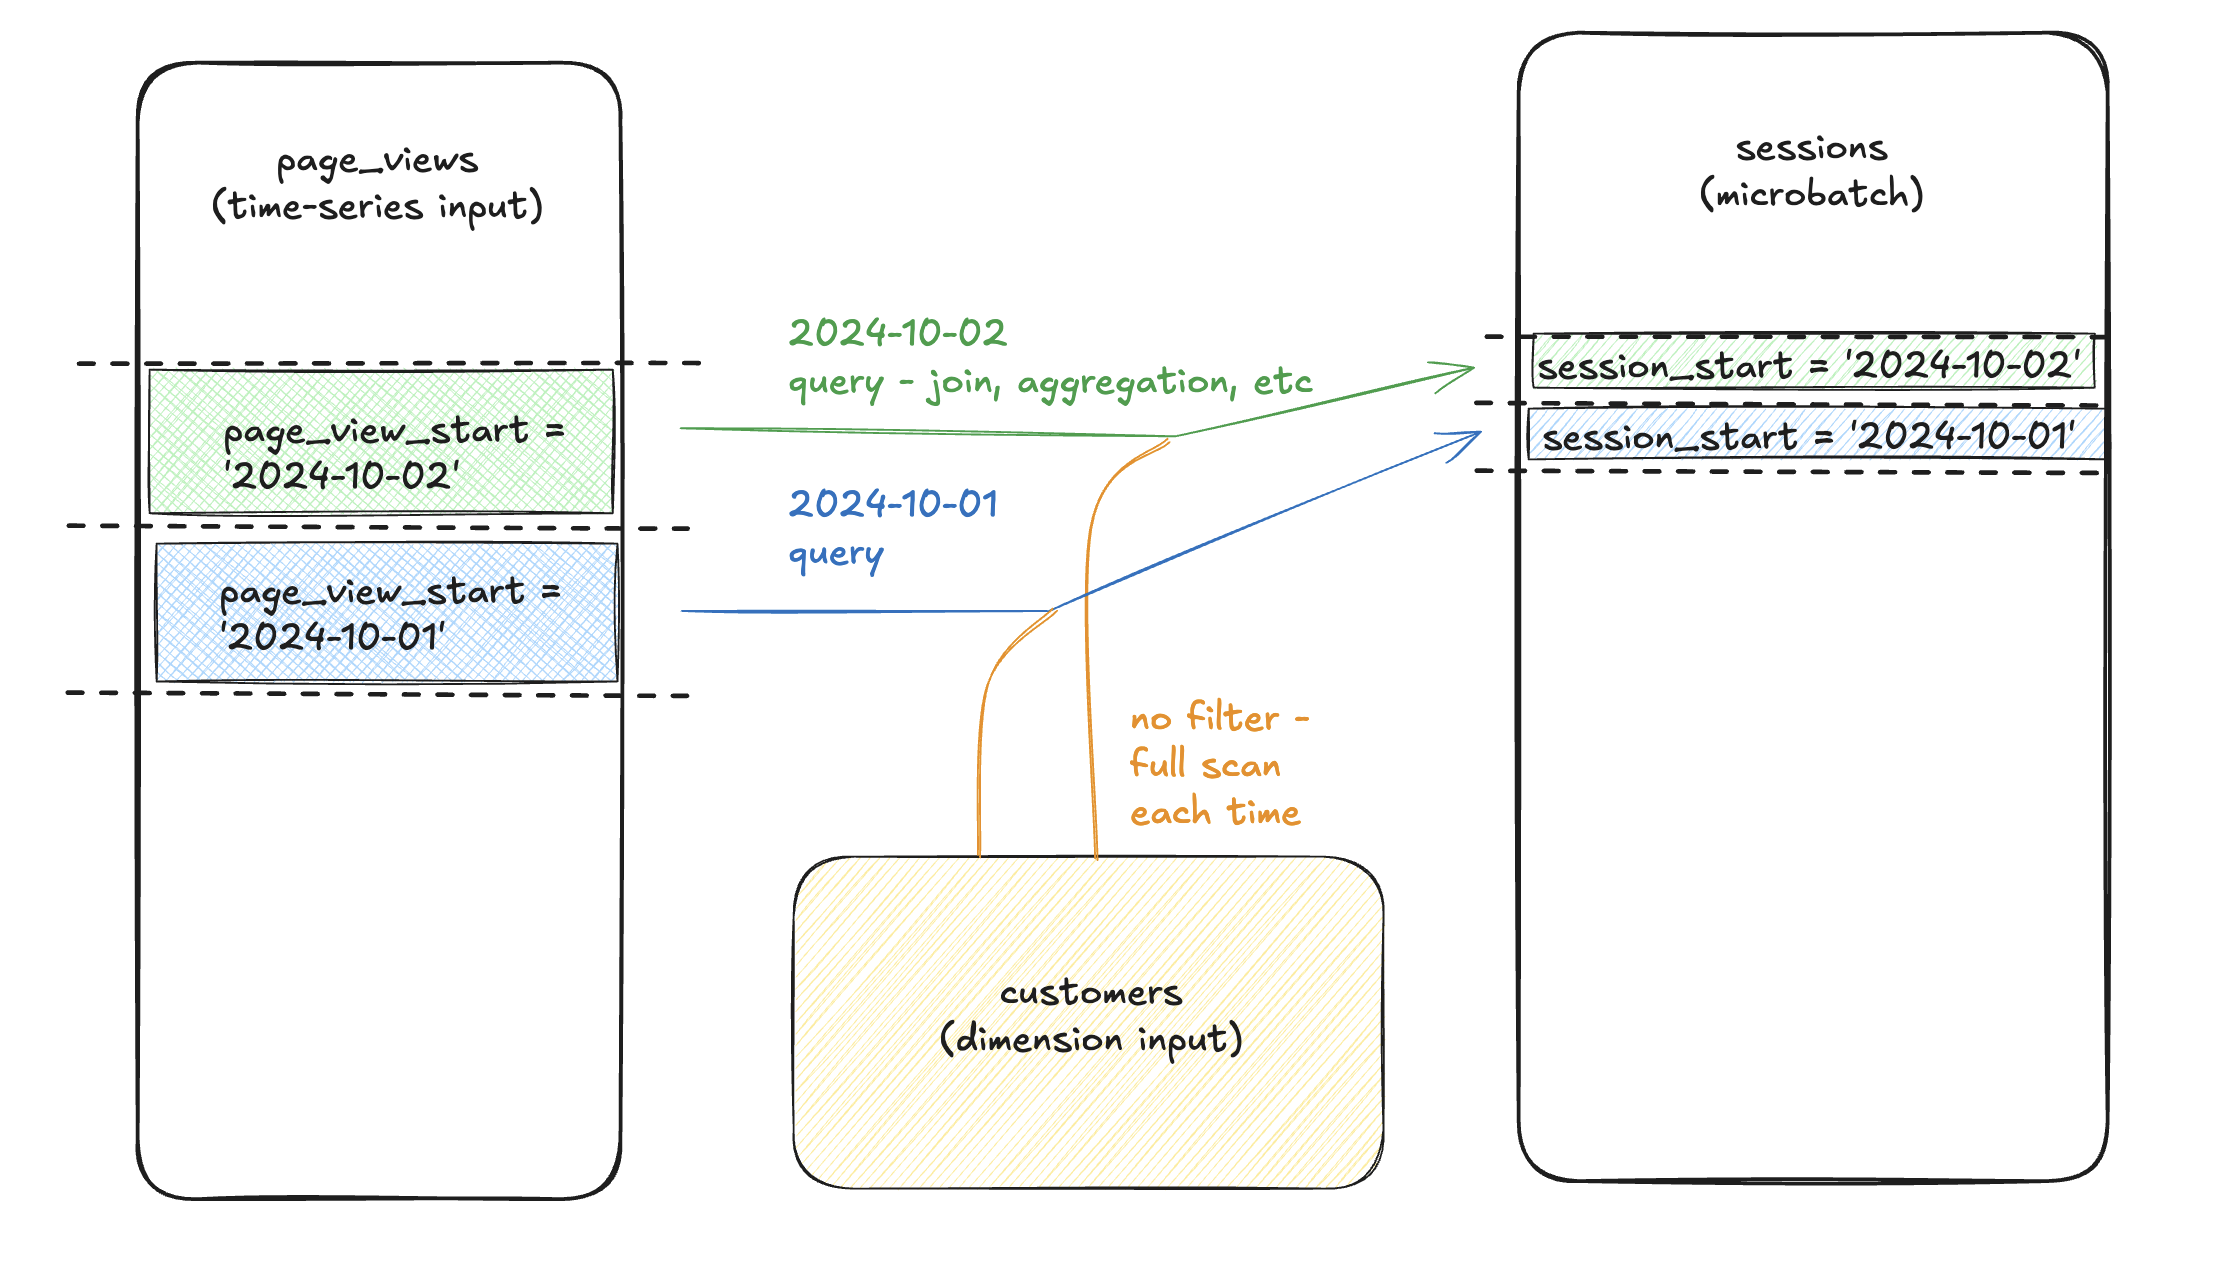 page_views
(time-series input)
page_view_start =
'2024-10-02'
page_view_start =
'2024-10-01'
2024-10-02
query - join, aggregation, etc
2024-10-01
query
no filter -
full scan
each time
customers
(dimension input)
sessions
(microbatch)
session_start = '2024-10-02'
session_start = '2024-10-01'